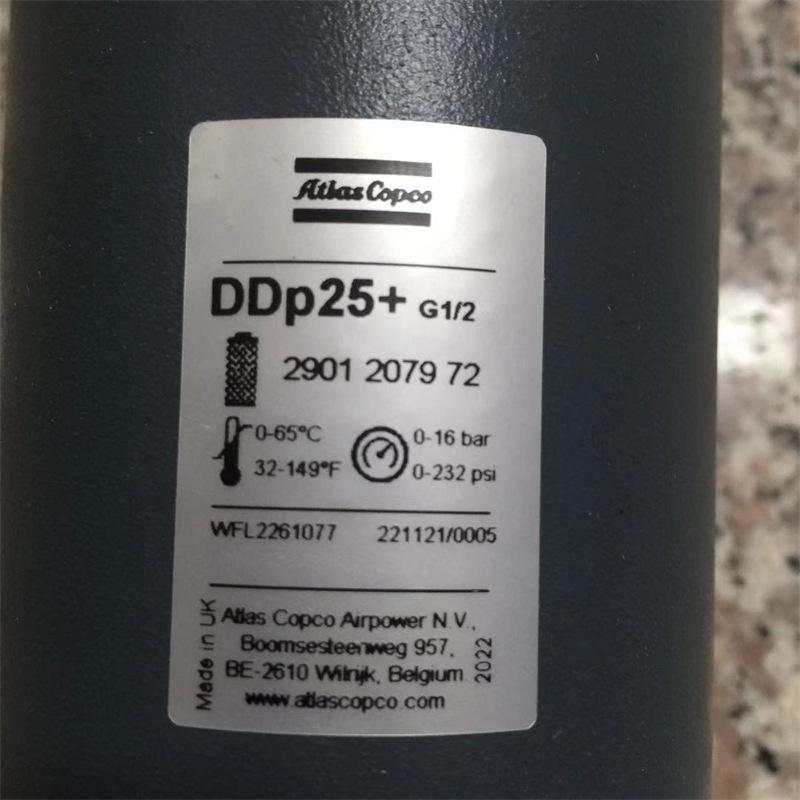 Atlas Copco
DDp25+ G1/2
2901 2079 72
0-65°C
32-149°F
0-16 bar
0-232 psi
WFL2261077 221121/0005
Made in UK
Atlas Copco Airpower N.V.,
Boomsesteenweg 957,
BE-2610 Wilrijk, Belgium
www.atlascopco.com
2022